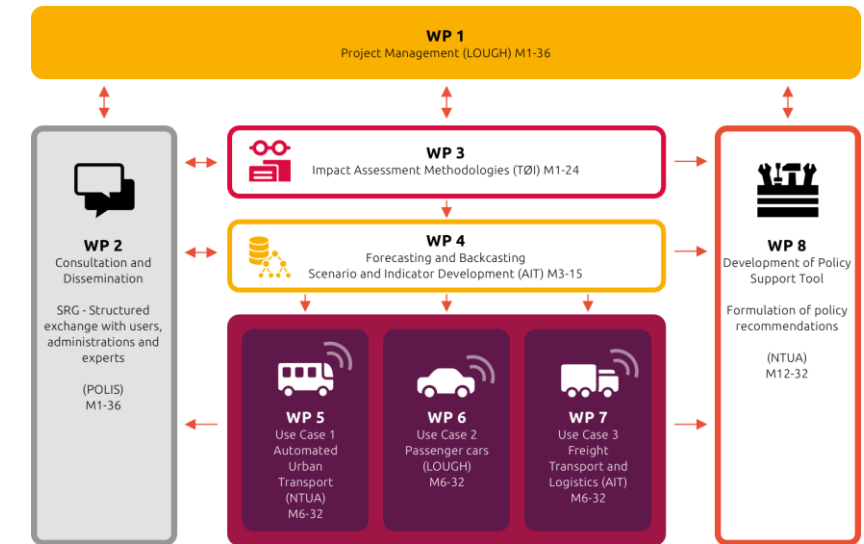 WP 1
Project Management (LOUGH) M1-36
WP 2
Consultation and
Dissemination
SRG - Structured
exchange with users,
administrations and
experts
(POLIS)
M1-36
WP 3
Impact Assessment Methodologies (TØI) M1-24
WP 4
Forecasting and Backcasting
Scenario and Indicator Development (AIT) M3-15
WP 5
Use Case 1
Automated
Urban
Transport
(NTUA)
M6-32
WP 6
Use Case 2
Passenger cars
(LOUGH)
M6-32
WP 7
Use Case 3
Freight
Transport and
Logistics (AIT)
M6-32
WP 8
Development of Policy
Support Tool
Formulation of policy
recommendations
(NTUA)
M12-32